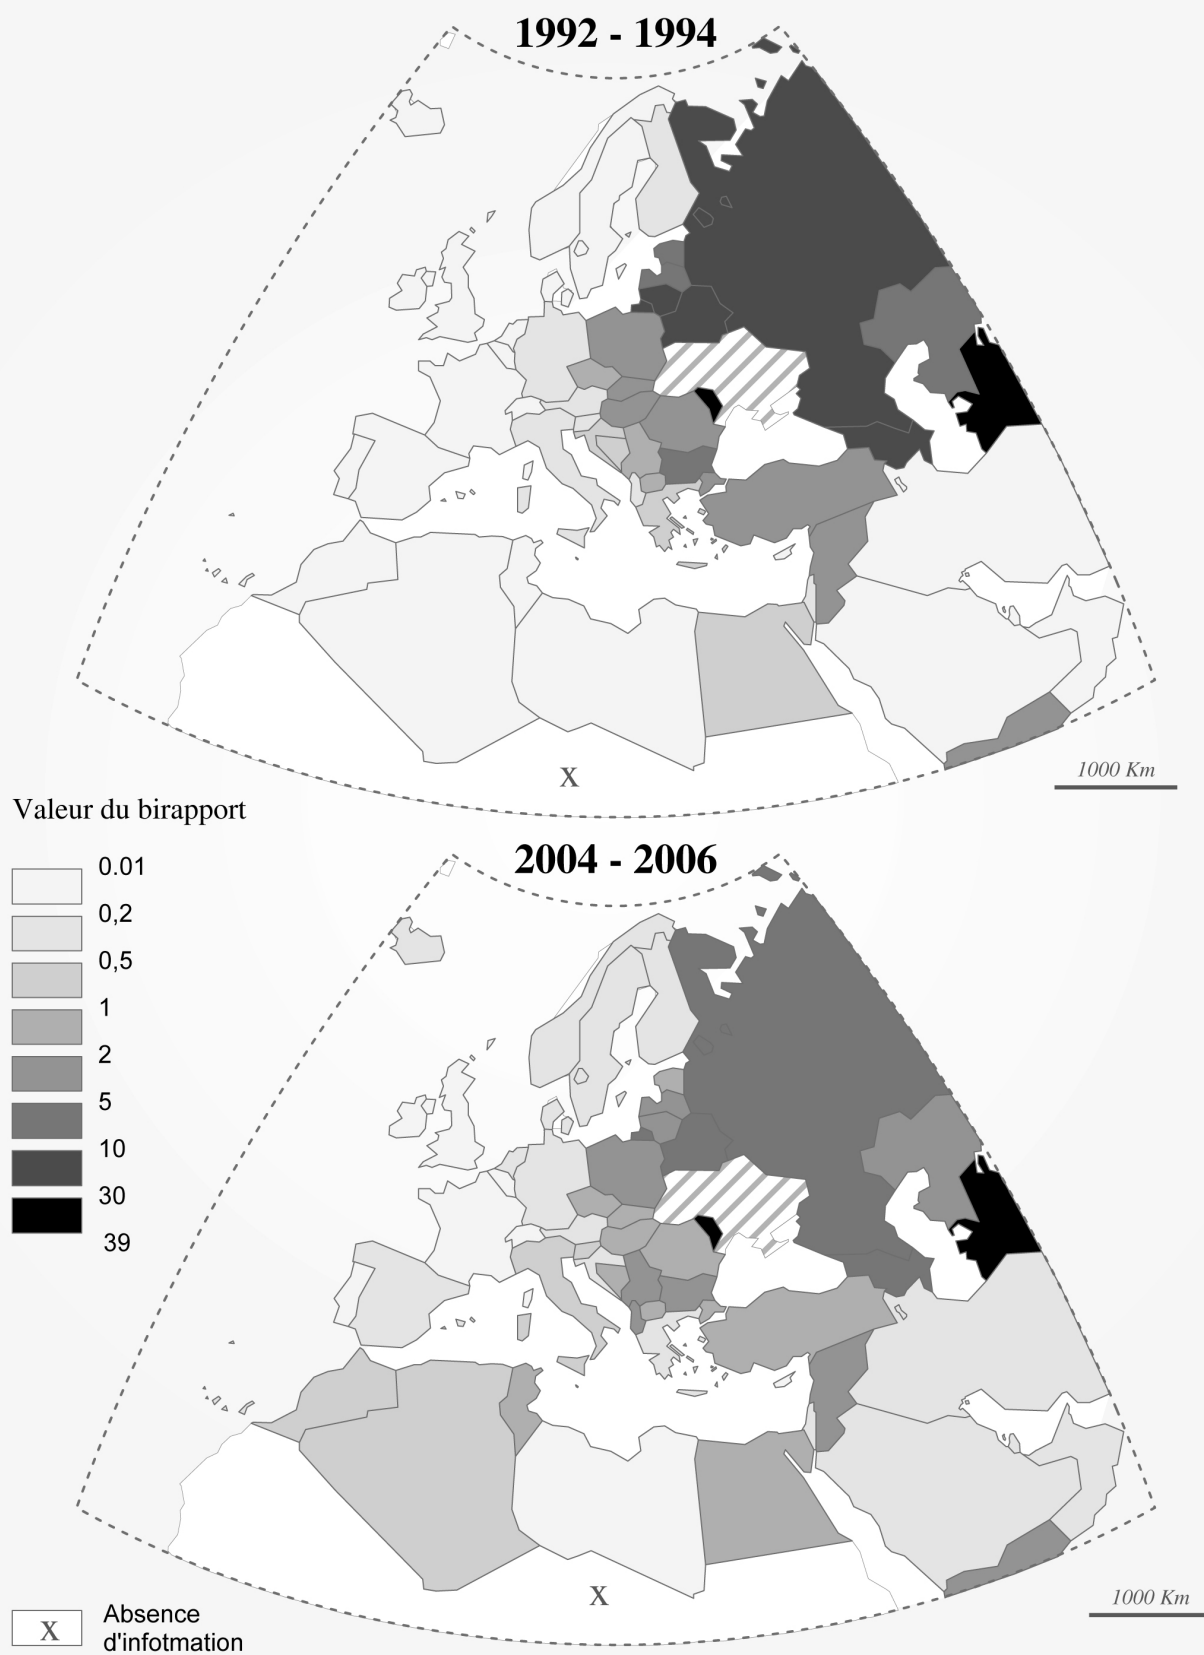 1992 - 1994
X
1000 Km
Valeur du birapport
0.01
0,2
0,5
1
2
5
10
30
39
2004 - 2006
X
1000 Km
X
Absence
d'infotmation